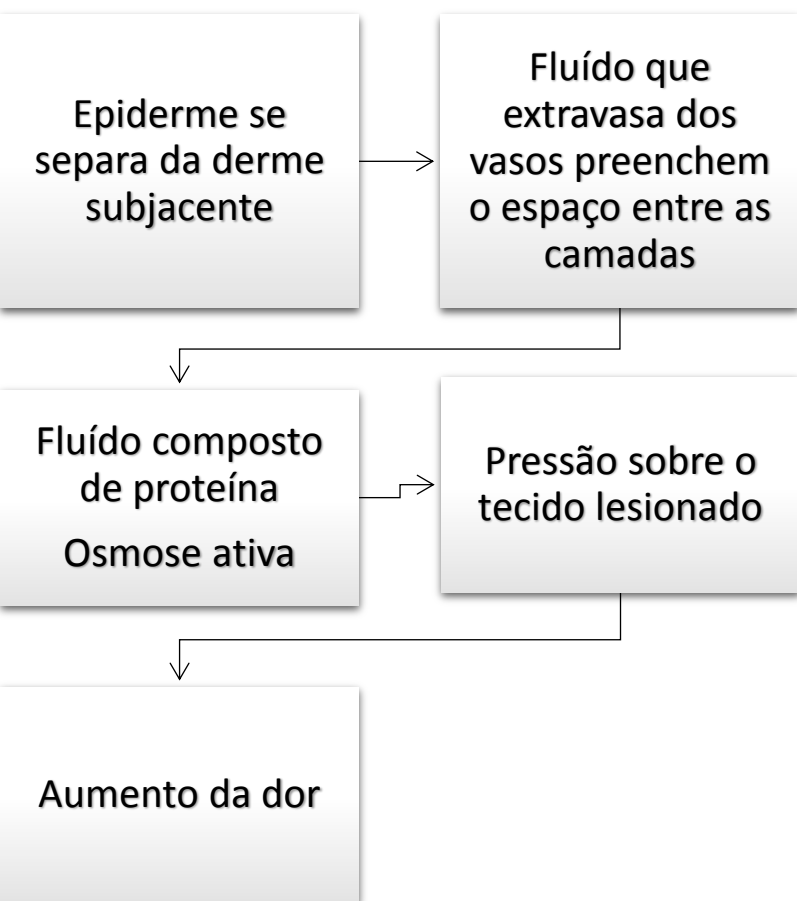 Epiderme se
separa da derme
subjacente
Fluído que
extravasa dos
vasos preenchem
o espaço entre as
camadas
Fluído composto
de proteína
Osmose ativa
Pressão sobre o
tecido lesionado
Aumento da dor